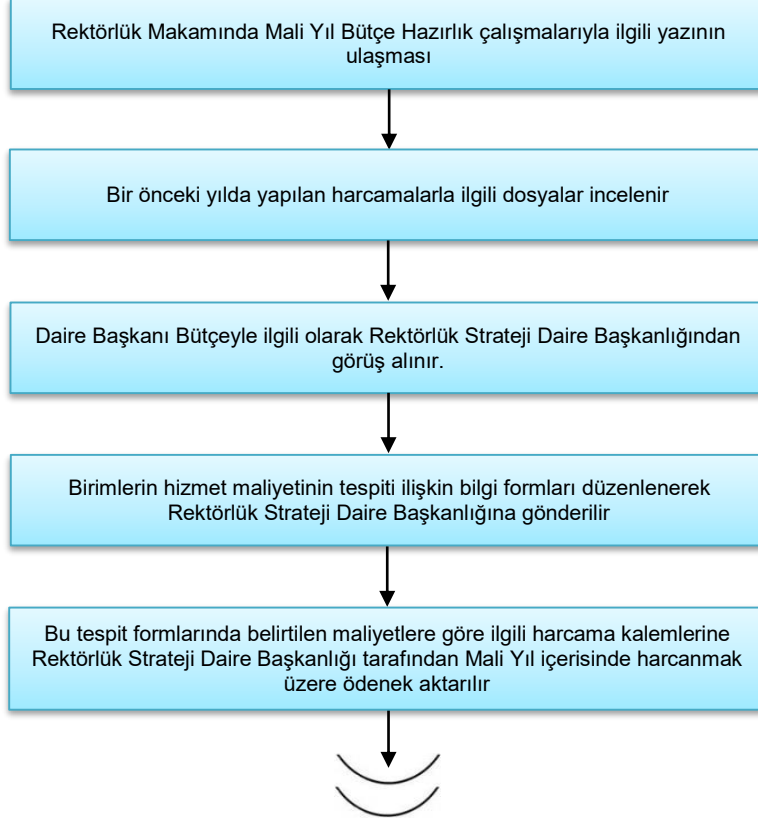 Rektörlük Makamında Mali Yıl Bütçe Hazırlık çalışmalarıyla ilgili yazının
ulaşması
Bir önceki yılda yapılan harcamalarla ilgili dosyalar incelenir
Daire Başkanı Bütçeyle ilgili olarak Rektörlük Strateji Daire Başkanlığından
görüş alınır.
Birimlerin hizmet maliyetinin tespiti ilişkin bilgi formları düzenlenerek
Rektörlük Strateji Daire Başkanlığına gönderilir
Bu tespit formlarında belirtilen maliyetlere göre ilgili harcama kalemlerine
Rektörlük Strateji Daire Başkanlığı tarafından Mali Yıl içerisinde harcanmak
üzere ödenek aktarılır